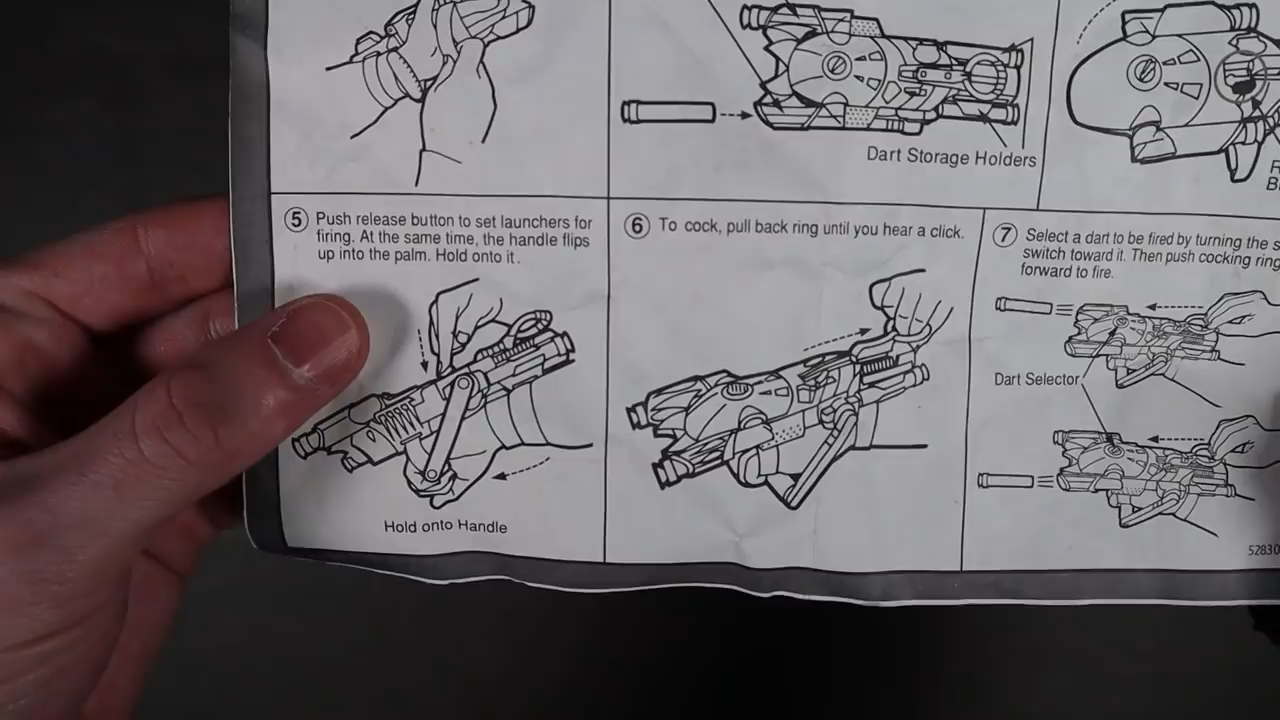 Dart Storage Holders
5 Push release button to set launchers for
firing. At the same time, the handle flips
up into the palm. Hold onto it.
Hold onto Handle
6 To cock, pull back ring until you hear a click.
7 Select a dart to be fired by turning the
switch toward it. Then push cocking ring
forward to fire.
Dart Selector
52830